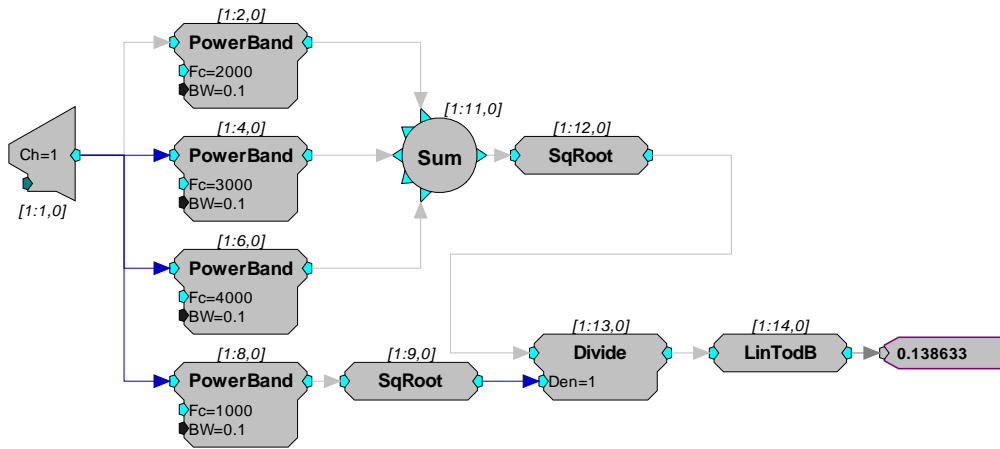 [1:2,0]
PowerBand
Fc=2000
BW=0.1
[1:11,0]
Sum
[1:12,0]
SqRoot
Ch=1
[1:1,0]
[1:4,0]
PowerBand
Fc=3000
BW=0.1
[1:6,0]
PowerBand
Fc=4000
BW=0.1
[1:8,0]
PowerBand
Fc=1000
BW=0.1
[1:9,0]
SqRoot
[1:13,0]
Divide
Den=1
[1:14,0]
LinTodB
0.138633